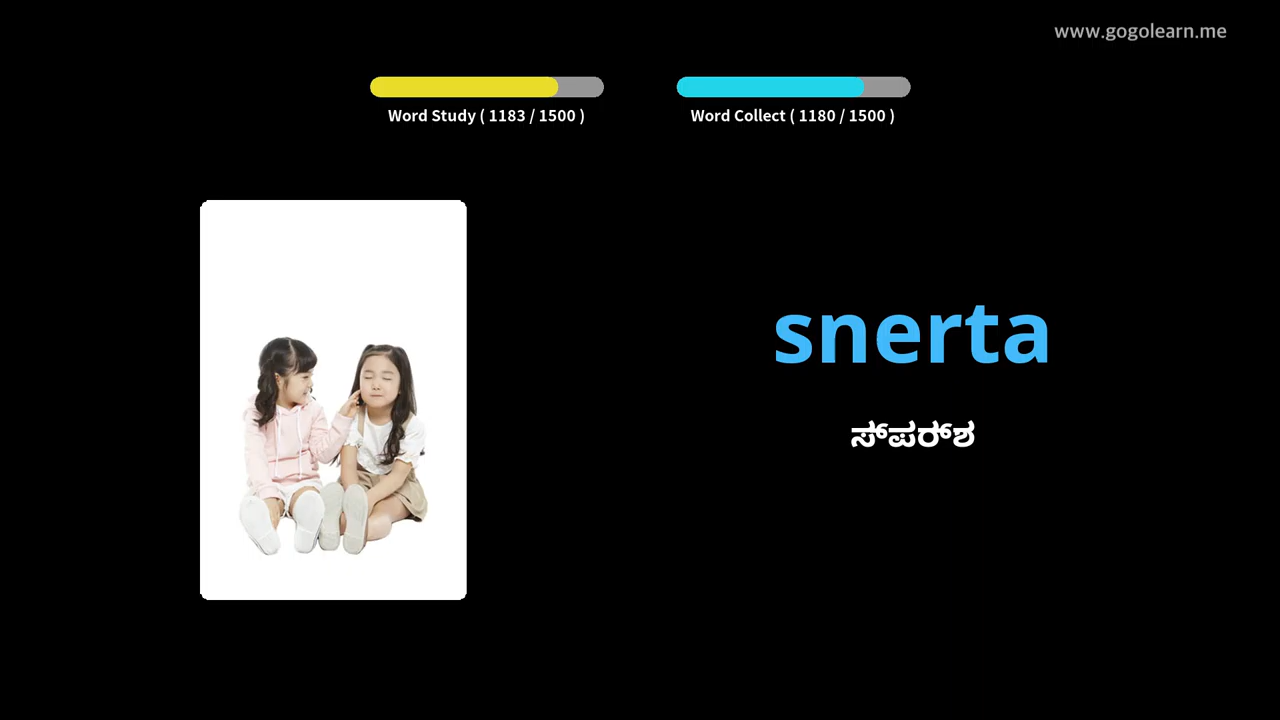 www.gogolearn.me
Word Study ( 1183 / 1500 )
Word Collect ( 1180 / 1500 )
snerta
ಸ್‌ಪರ್‌ಶ